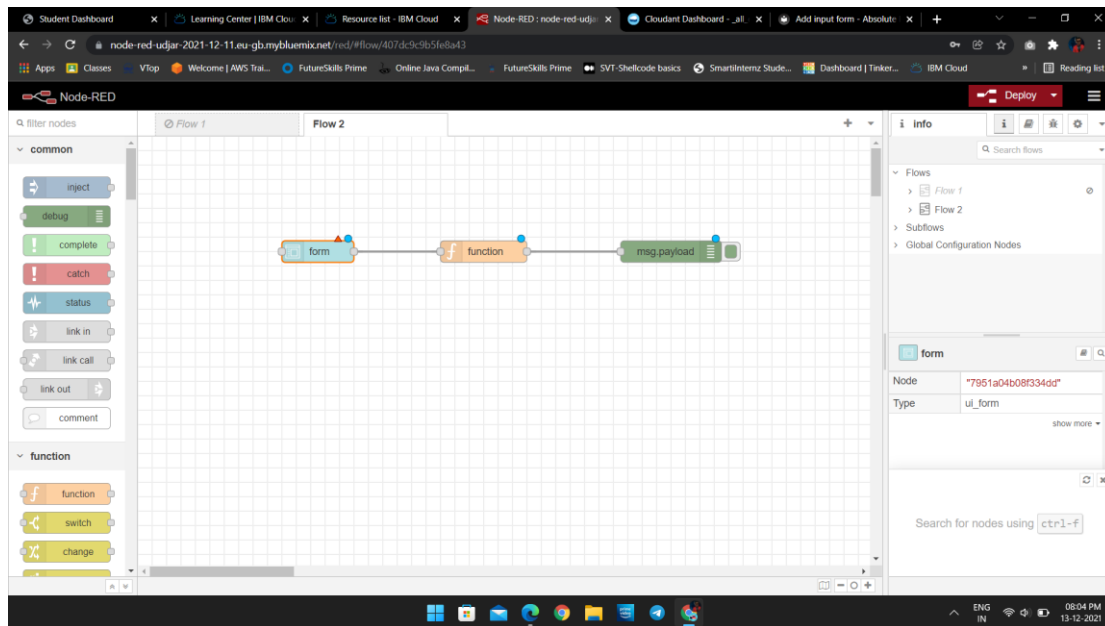 Student Dashboard
Learning Center | IBM Clou
Resource list - IBM Cloud
Node-RED : node-red-udjar
Cloudant Dashboard - _all_
Add input form - Absolute
node-red-udjar-2021-12-11.eu-gb.mybluemix.net/red/#flow/407dc9c9b5fe8a43
Apps Classes VTop Welcome | AWS Trai... FutureSkills Prime Online Java Compil... FutureSkills Prime SVT-Shellcode basics SmartiInternz Stude... Dashboard | Tinker... IBM Cloud » Reading list
Node-RED
Deploy
filter nodes
Flow 1
Flow 2
i info
common
Search flows
inject
debug
complete
catch
status
link in
link call
link out
comment
function
function
switch
change
form
function
msg.payload
Flows
Flow 1
Flow 2
Subflows
Global Configuration Nodes
form
Node "7951a04b08f334dd"
Type ui_form
show more
Search for nodes using ctrl-f
ENG
IN
08:04 PM
13-12-2021